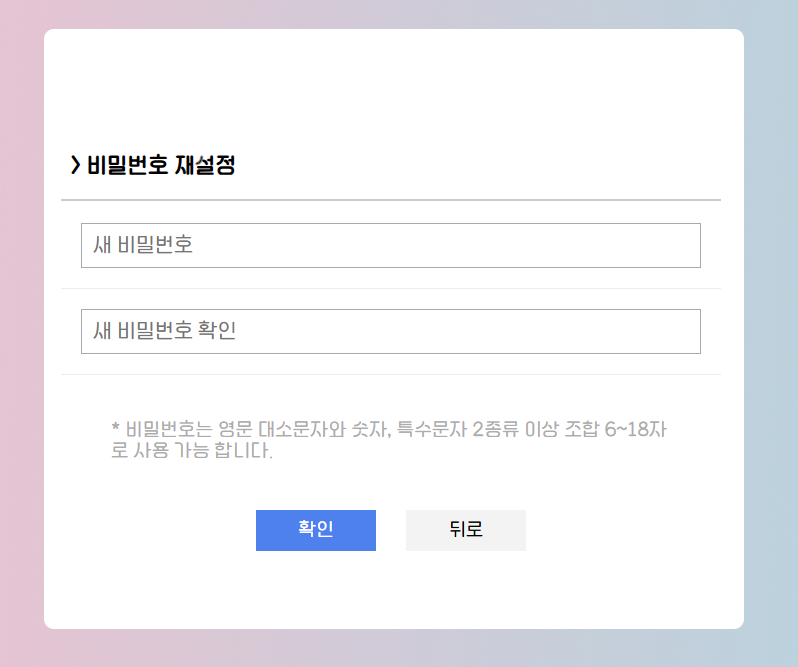 > 비밀번호 재설정
새 비밀번호
새 비밀번호 확인
* 비밀번호는 영문 대소문자와 숫자, 특수문자 2종류 이상 조합 6~18자
로 사용 가능 합니다.
확인 뒤로